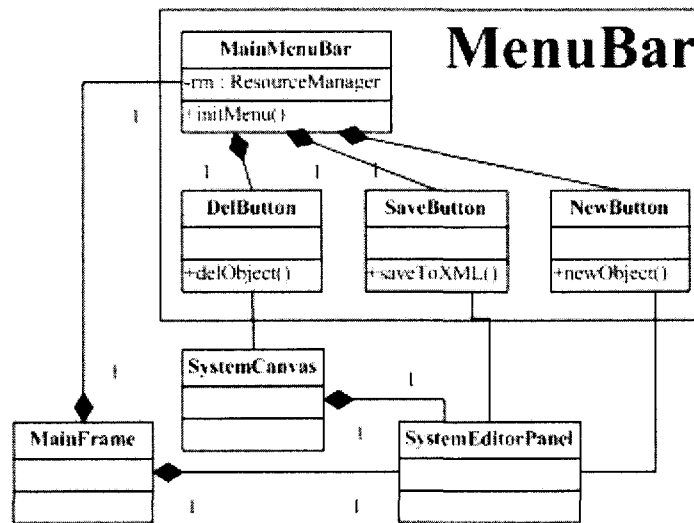 MenuBar
MainMenuBar
-rm : ResourceManager
+initMenu()
1
1
1
1
DelButton
SaveButton
NewButton
+delObject()
+saveToXML()
+newObject()
SystemCanvas
1
1
1
MainFrame
SystemEditorPanel
1
1